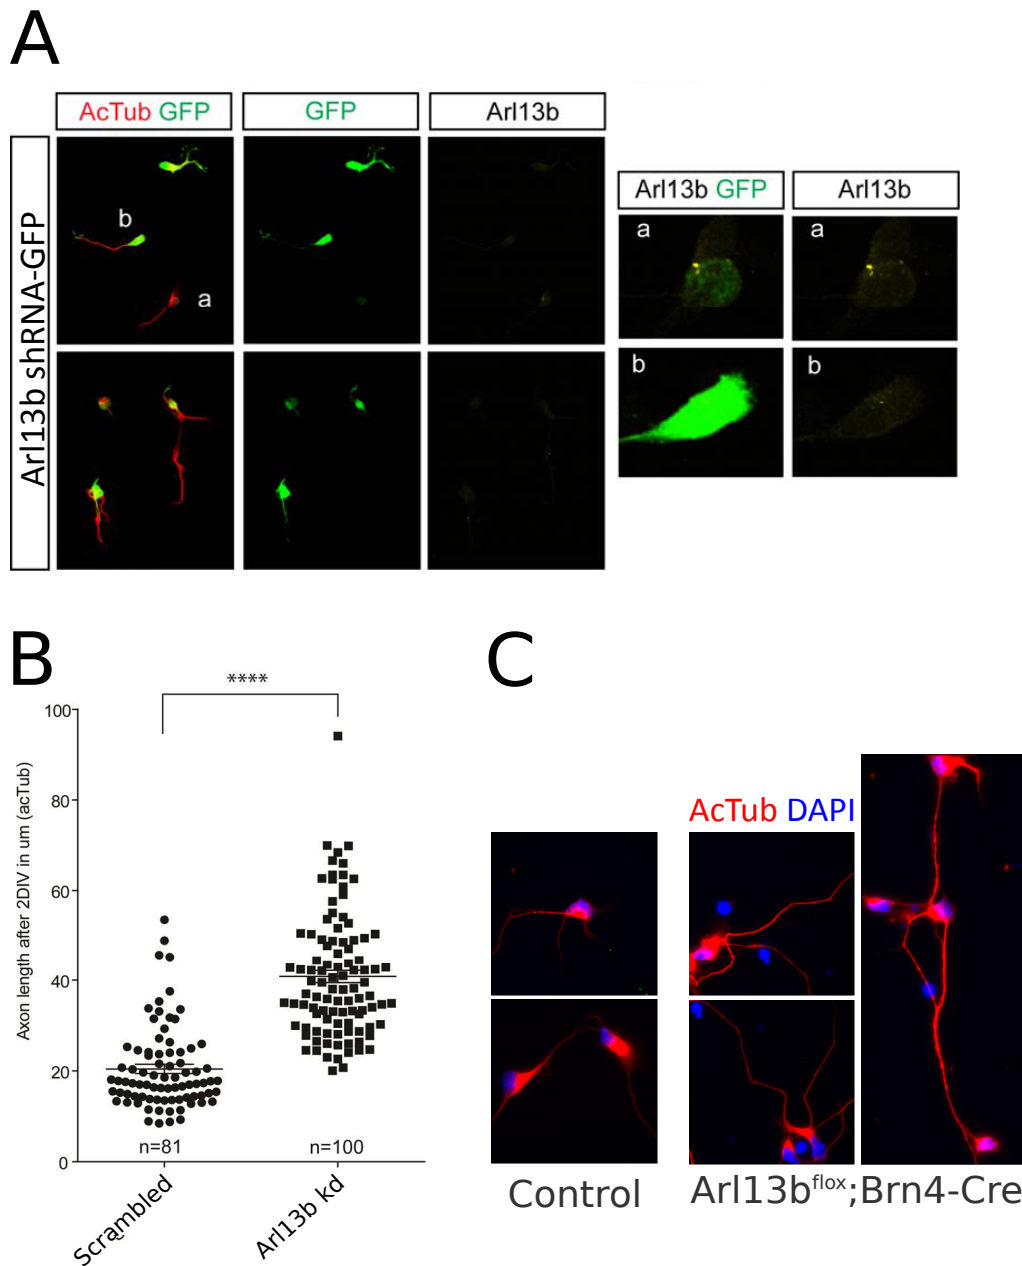 A
AcTub GFP
GFP
Arl13b
Arl13b GFP
Arl13b
Arl13b shRNA-GFP
b
a
a
a
b
b
B
****
Axon length after 2DIV in um (acTub)
100
80
60
40
20
0
n=81
n=100
Scrambled
Arl13b kd
C
AcTub DAPI
Control
Arl13bflox;Brn4-Cre